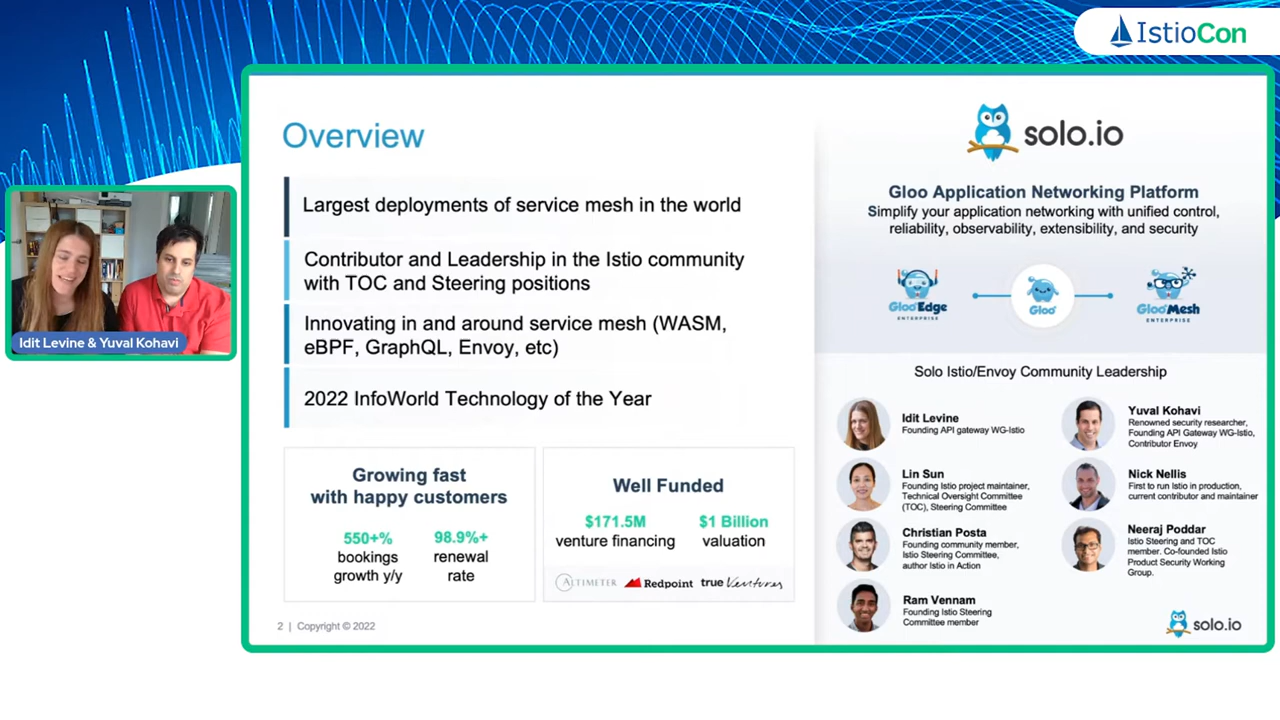 IstioCon
Overview
Largest deployments of service mesh in the world
Contributor and Leadership in the Istio community
with TOC and Steering positions
Innovating in and around service mesh (WASM,
eBPF, GraphQL, Envoy, etc)
2022 InfoWorld Technology of the Year
Growing fast
with happy customers
550+%
bookings
growth y/y
98.9%+
renewal
rate
Well Funded
$171.5M
venture financing
$1 Billion
valuation
ALTIMETER
Redpoint
true Ventures
2 | Copyright © 2022
solo.io
Gloo Application Networking Platform
Simplify your application networking with unified control,
reliability, observability, extensibility, and security
Gloo Edge
ENTERPRISE
Gloo
Gloo Mesh
ENTERPRISE
Solo Istio/Envoy Community Leadership
Idit Levine
Founding API gateway WG-Istio
Yuval Kohavi
Renowned security researcher,
Founding API Gateway WG-Istio,
Contributor Envoy
Lin Sun
Founding Istio project maintainer,
Technical Oversight Committee
(TOC), Steering Committee
Nick Nellis
First to run Istio in production,
current contributor and maintainer
Christian Posta
Founding community member,
Istio Steering Committee,
author Istio in Action
Neeraj Poddar
Istio Steering and TOC
member. Co-founded Istio
Product Security Working
Group.
Ram Vennam
Founding Istio Steering
Committee member
solo.io
Idit Levine & Yuval Kohavi